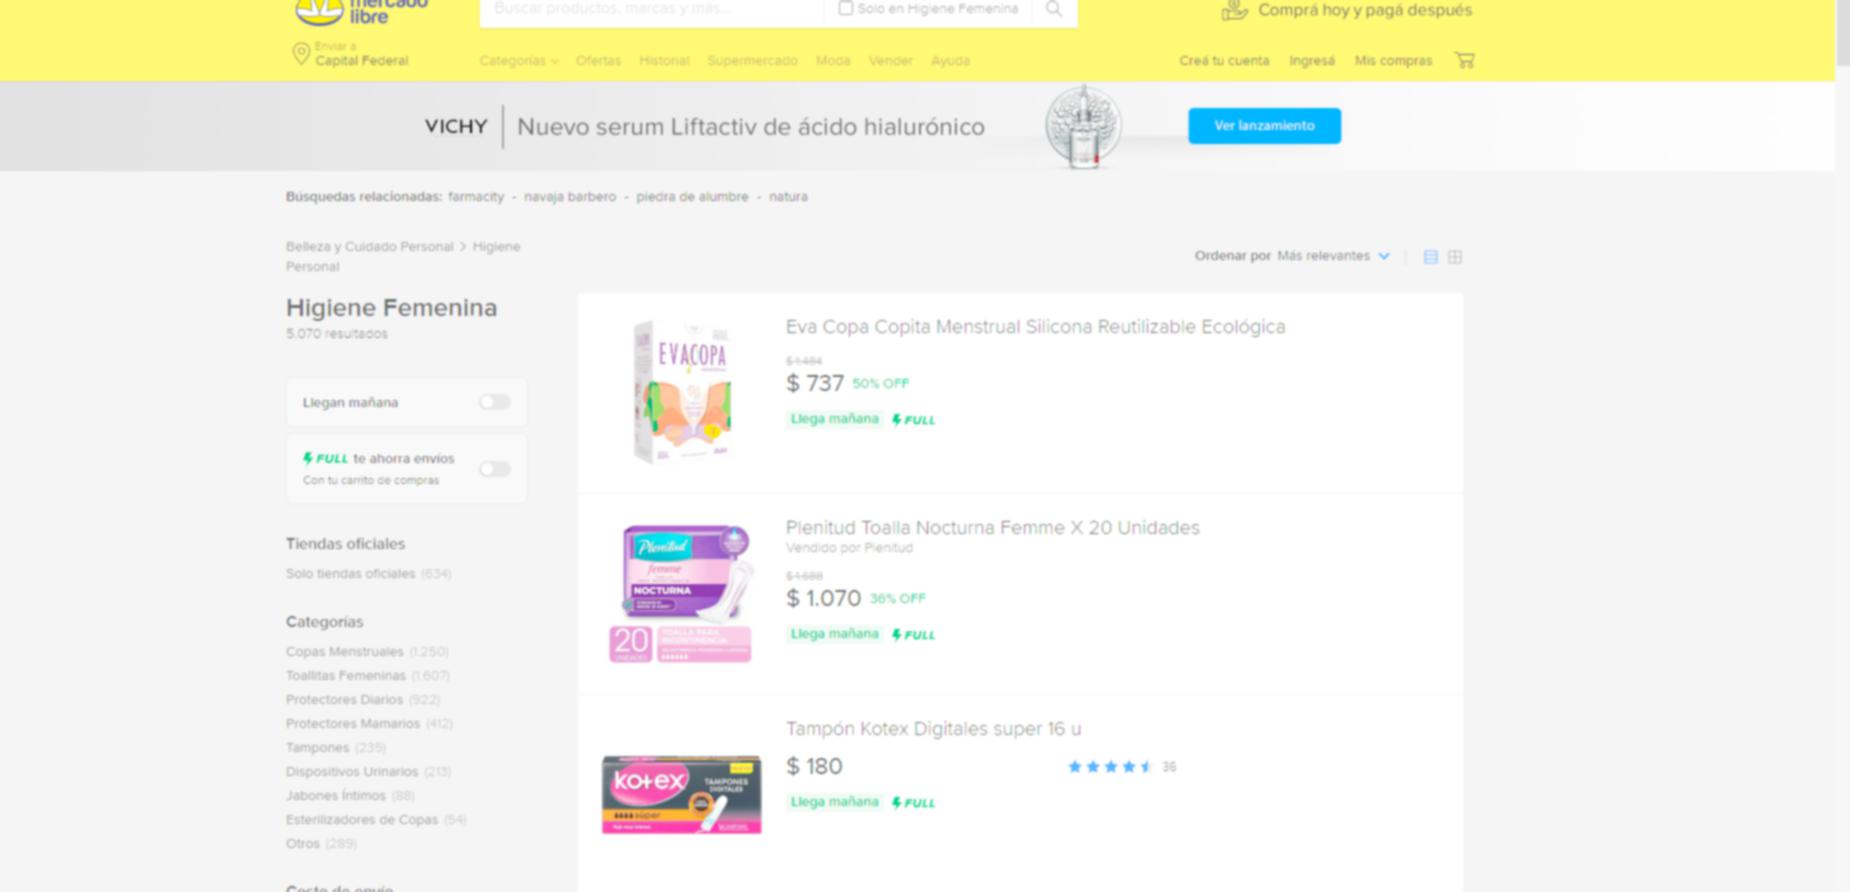 mercado
libre
Buscar productos, marcas y más...
Solo en Higiene Femenina
Comprá hoy y pagá después
Enviar a
Capital Federal
Categorías
Ofertas
Historial
Supermercado
Moda
Vender
Ayuda
Creá tu cuenta
Ingresá
Mis compras
VICHY
Nuevo serum Liftactiv de ácido hialurónico
Ver lanzamiento
Búsquedas relacionadas: farmacity - navaja barbero - piedra de alumbre - natura
Belleza y Cuidado Personal > Higiene
Personal
Ordenar por Más relevantes
Higiene Femenina
5.070 resultados
Llegan mañana
FULL te ahorra envíos
Con tu carrito de compras
Tiendas oficiales
Solo tiendas oficiales (634)
Categorías
Copas Menstruales (1.250)
Toallitas Femeninas (1.607)
Protectores Diarios (922)
Protectores Mamarios (412)
Tampones (235)
Dispositivos Urinarios (213)
Jabones Íntimos (88)
Esterilizadores de Copas (54)
Otros (289)
Costo de envío
EVACOPA
Eva Copa Copita Menstrual Silicona Reutilizable Ecológica
$ 1.484
$ 737 50% OFF
Llega mañana FULL
Plenitud
femme
NOCTURNA
20
UNIDADES
TOALLA PARA
INCONTINENCIA
Plenitud Toalla Nocturna Femme X 20 Unidades
Vendido por Plenitud
$ 1.688
$ 1.070 36% OFF
Llega mañana FULL
kotex
TAMPONES
DIGITALES
súper
Tampón Kotex Digitales super 16 u
$ 180
36
Llega mañana FULL